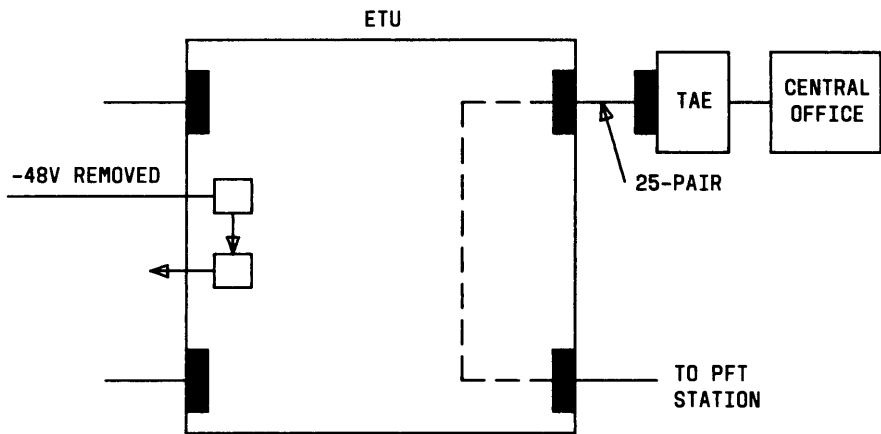 ETU
TAE
CENTRAL
OFFICE
-48V REMOVED
25-PAIR
TO PFT
STATION